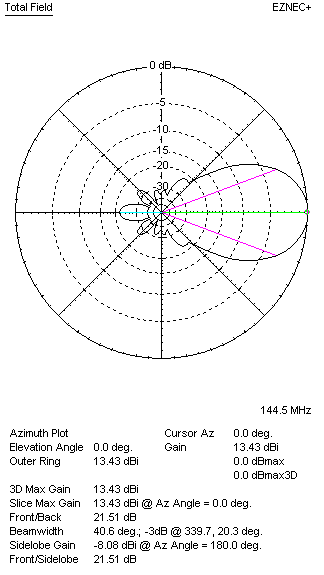 Total Field EZNEC+
0 dB
-5
-10
-15
-20
-30
144.5 MHz
Azimuth Plot Cursor Az 0.0 deg.
Elevation Angle 0.0 deg. Gain 13.43 dBi
Outer Ring 13.43 dBi 0.0 dBmax
0.0 dBmax3D
3D Max Gain 13.43 dBi
Slice Max Gain 13.43 dBi @ Az Angle = 0.0 deg.
Front/Back 21.51 dB
Beamwidth 40.6 deg.; -3dB @ 339.7, 20.3 deg.
Sidelobe Gain -8.08 dBi @ Az Angle = 180.0 deg.
Front/Sidelobe 21.51 dB